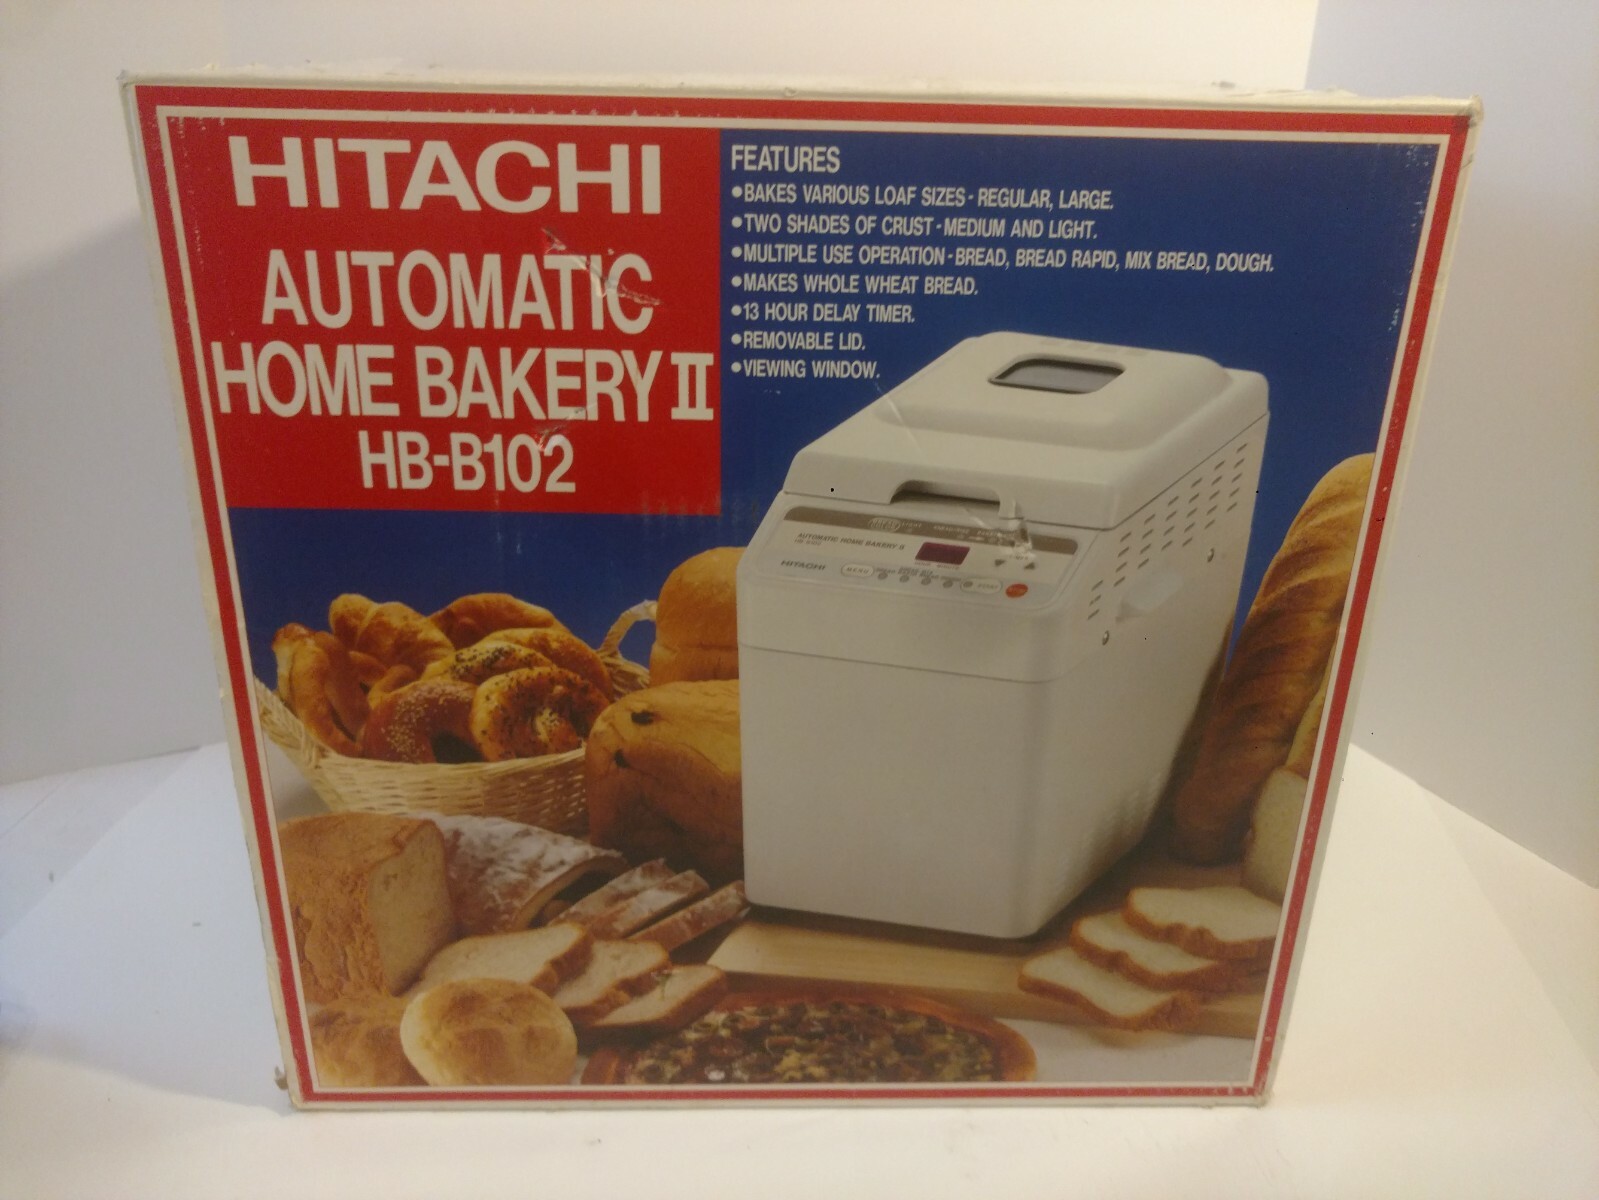 HITACHI
AUTOMATIC
HOME BAKERY II
HB-B102
FEATURES
•BAKES VARIOUS LOAF SIZES - REGULAR, LARGE.
•TWO SHADES OF CRUST - MEDIUM AND LIGHT.
•MULTIPLE USE OPERATION - BREAD, BREAD RAPID, MIX BREAD, DOUGH.
•MAKES WHOLE WHEAT BREAD.
•13 HOUR DELAY TIMER.
•REMOVABLE LID.
•VIEWING WINDOW.
AUTOMATIC HOME BAKERY II
HITACHI